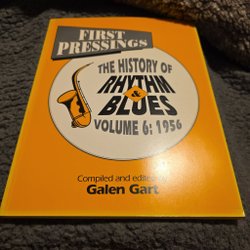 FIRST
PRESSINGS
THE HISTORY OF
RHYTHM
&
BLUES
VOLUME 6: 1956
Compiled and edited by
Galen Gart